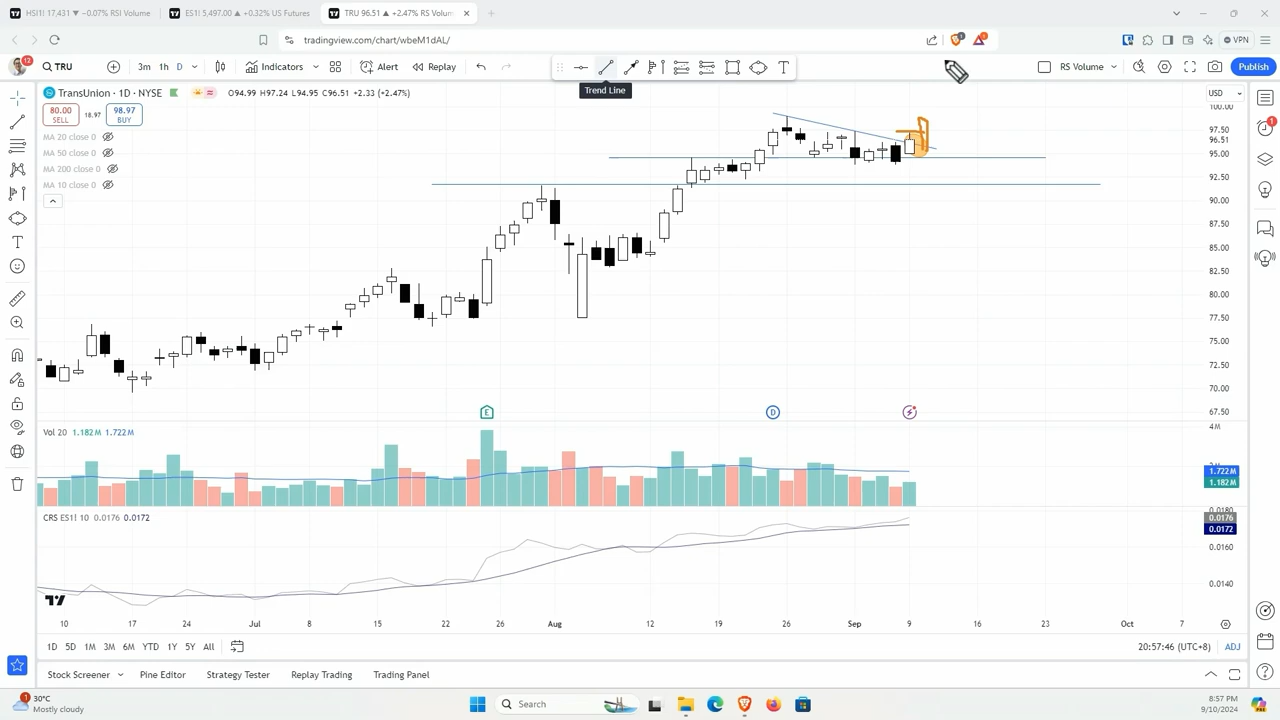 HSI1! 17,431 ▼ −0.07% RSI Volume
ES1! 5,497.00 ▲ +0.32% US Futures
TRU 96.51 ▲ +2.47% RS Volum
tradingview.com/chart/wbeM1dAL/
VPN
12 TRU 3m 1h D Indicators Alert Replay T RS Volume Publish
Trend Line
TransUnion · 1D · NYSE O94.99 H97.24 L94.95 C96.51 +2.33 (+2.47%)
USD
80.00 SELL 18.97 98.97 BUY
MA 20 close 0
MA 50 close 0
MA 200 close 0
MA 10 close 0
100.00
97.50
96.51
95.00
92.50
90.00
87.50
85.00
82.50
80.00
77.50
75.00
72.50
70.00
67.50
E D
Vol 20 1.182M 1.722M
4M
1.722M
1.182M
CRS ES1! 10 0.0176 0.0172
0.0180
0.0176
0.0172
0.0160
0.0140
10 17 24 Jul 8 15 22 26 Aug 12 19 26 Sep 9 16 23 Oct 7
1D 5D 1M 3M 6M YTD 1Y 5Y All
20:57:46 (UTC+8) ADJ
Stock Screener Pine Editor Strategy Tester Replay Trading Trading Panel
1 30°C
Mostly cloudy
Search
8:57 PM
9/10/2024